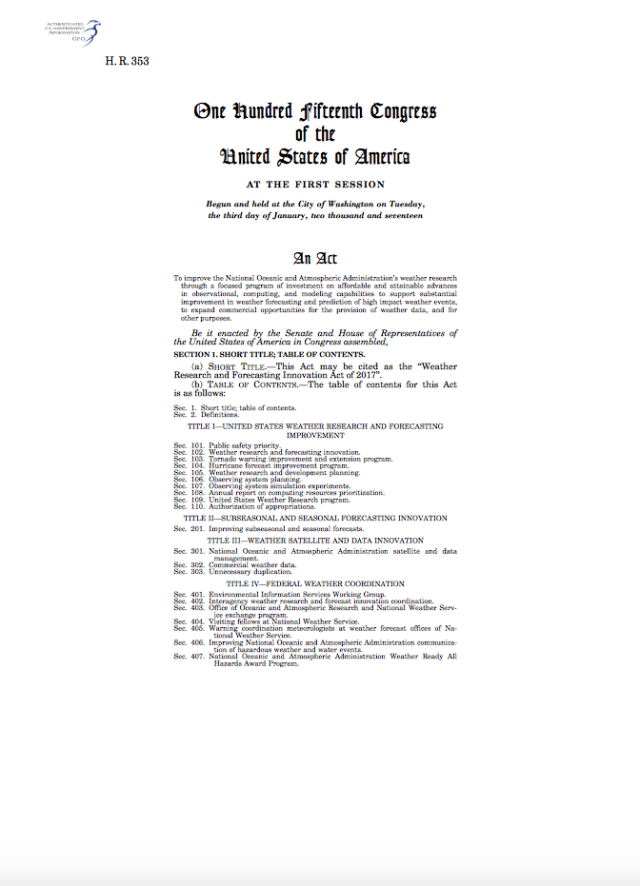 AUTHENTICATED
U.S. GOVERNMENT
INFORMATION
GPO
H. R. 353
One Hundred Fifteenth Congress
of the
United States of America
AT THE FIRST SESSION
Begun and held at the City of Washington on Tuesday,
the third day of January, two thousand and seventeen
An Act
To improve the National Oceanic and Atmospheric Administration's weather research
through a focused program of investment on affordable and attainable advances
in observational, computing, and modeling capabilities to support substantial
improvement in weather forecasting and prediction of high impact weather events,
to expand commercial opportunities for the provision of weather data, and for
other purposes.
Be it enacted by the Senate and House of Representatives of
the United States of America in Congress assembled,
SECTION 1. SHORT TITLE; TABLE OF CONTENTS.
(a) SHORT TITLE.—This Act may be cited as the "Weather
Research and Forecasting Innovation Act of 2017".
(b) TABLE OF CONTENTS.—The table of contents for this Act
is as follows:
Sec. 1. Short title; table of contents.
Sec. 2. Definitions.
TITLE I—UNITED STATES WEATHER RESEARCH AND FORECASTING
IMPROVEMENT
Sec. 101. Public safety priority.
Sec. 102. Weather research and forecasting innovation.
Sec. 103. Tornado warning improvement and extension program.
Sec. 104. Hurricane forecast improvement program.
Sec. 105. Weather research and development planning.
Sec. 106. Observing system planning.
Sec. 107. Observing system simulation experiments.
Sec. 108. Annual report on computing resources prioritization.
Sec. 109. United States Weather Research program.
Sec. 110. Authorization of appropriations.
TITLE II—SUBSEASONAL AND SEASONAL FORECASTING INNOVATION
Sec. 201. Improving subseasonal and seasonal forecasts.
TITLE III—WEATHER SATELLITE AND DATA INNOVATION
Sec. 301. National Oceanic and Atmospheric Administration satellite and data
management.
Sec. 302. Commercial weather data.
Sec. 303. Unnecessary duplication.
TITLE IV—FEDERAL WEATHER COORDINATION
Sec. 401. Environmental Information Services Working Group.
Sec. 402. Interagency weather research and forecast innovation coordination.
Sec. 403. Office of Oceanic and Atmospheric Research and National Weather Serv-
ice exchange program.
Sec. 404. Visiting fellows at National Weather Service.
Sec. 405. Warning coordination meteorologists at weather forecast offices of Na-
tional Weather Service.
Sec. 406. Improving National Oceanic and Atmospheric Administration communica-
tion of hazardous weather and water events.
Sec. 407. National Oceanic and Atmospheric Administration Weather Ready All
Hazards Award Program.